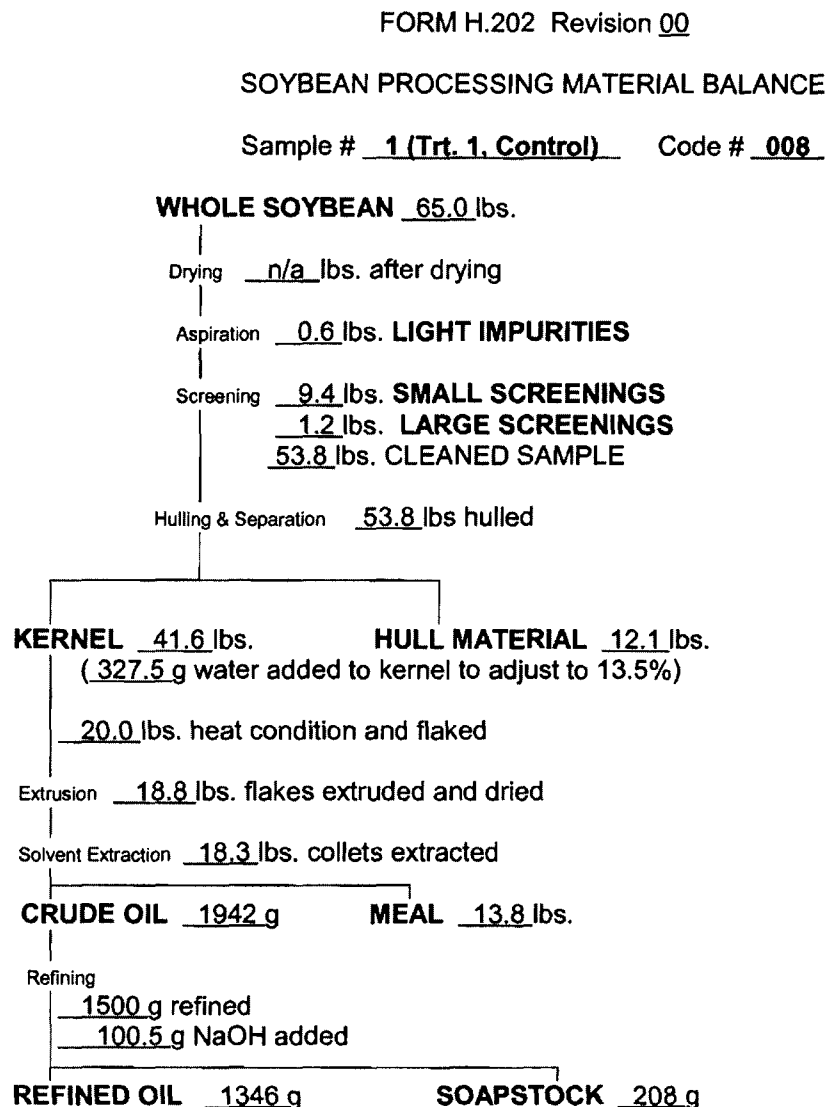 FORM H.202 Revision 00
SOYBEAN PROCESSING MATERIAL BALANCE
Sample # 1 (Trt. 1, Control) Code # 008
WHOLE SOYBEAN 65.0 lbs.
Drying n/a lbs. after drying
Aspiration 0.6 lbs. LIGHT IMPURITIES
Screening 9.4 lbs. SMALL SCREENINGS
1.2 lbs. LARGE SCREENINGS
53.8 lbs. CLEANED SAMPLE
Hulling & Separation 53.8 lbs hulled
KERNEL 41.6 lbs. HULL MATERIAL 12.1 lbs.
( 327.5 g water added to kernel to adjust to 13.5%)
20.0 lbs. heat condition and flaked
Extrusion 18.8 lbs. flakes extruded and dried
Solvent Extraction 18.3 lbs. collets extracted
CRUDE OIL 1942 g MEAL 13.8 lbs.
Refining
1500 g refined
100.5 g NaOH added
REFINED OIL 1346 g SOAPSTOCK 208 g